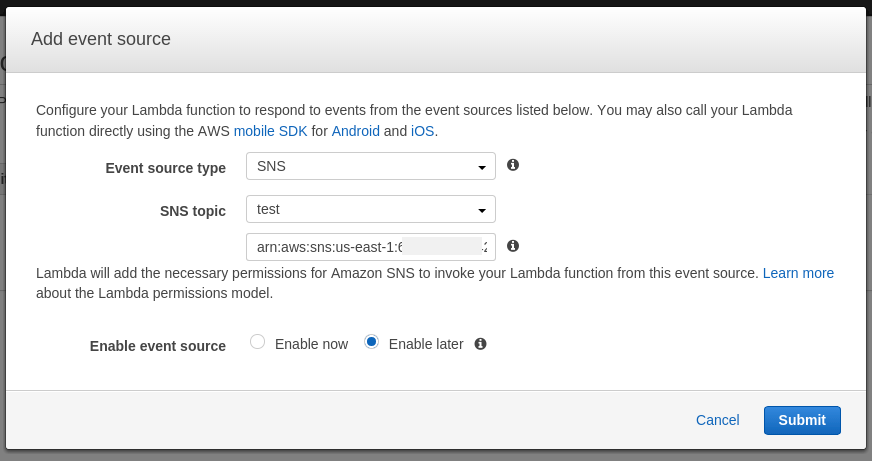 Add event source
Configure your Lambda function to respond to events from the event sources listed below. You may also call your Lambda
function directly using the AWS mobile SDK for Android and iOS.
Event source type SNS
SNS topic test
arn:aws:sns:us-east-1:6
Lambda will add the necessary permissions for Amazon SNS to invoke your Lambda function from this event source. Learn more
about the Lambda permissions model.
Enable event source Enable now Enable later
Cancel Submit